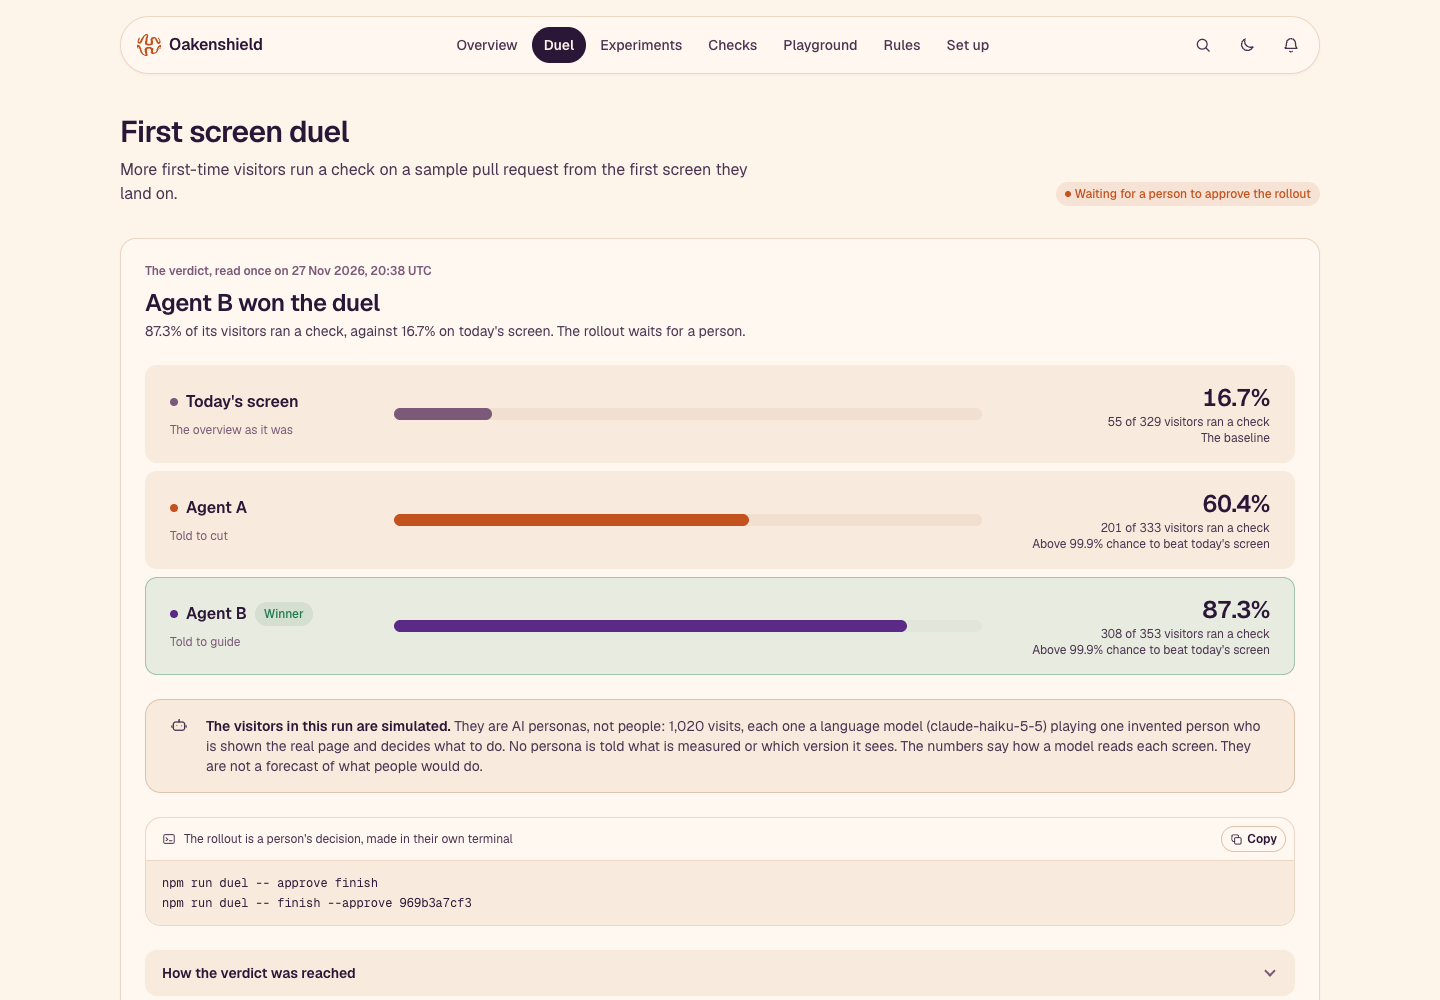 Oakenshield
Overview
Duel
Experiments
Checks
Playground
Rules
Set up
First screen duel
More first-time visitors run a check on a sample pull request from the first screen they
land on.
Waiting for a person to approve the rollout
The verdict, read once on 27 Nov 2026, 20:38 UTC
Agent B won the duel
87.3% of its visitors ran a check, against 16.7% on today's screen. The rollout waits for a person.
Today's screen
The overview as it was
16.7%
55 of 329 visitors ran a check
The baseline
Agent A
Told to cut
60.4%
201 of 333 visitors ran a check
Above 99.9% chance to beat today's screen
Agent B
Winner
Told to guide
87.3%
308 of 353 visitors ran a check
Above 99.9% chance to beat today's screen
The visitors in this run are simulated. They are AI personas, not people: 1,020 visits, each one a language model (claude-haiku-5-5) playing one invented person who
is shown the real page and decides what to do. No persona is told what is measured or which version it sees. The numbers say how a model reads each screen. They
are not a forecast of what people would do.
The rollout is a person's decision, made in their own terminal
Copy
npm run duel -- approve finish
npm run duel -- finish --approve 969b3a7cf3
How the verdict was reached